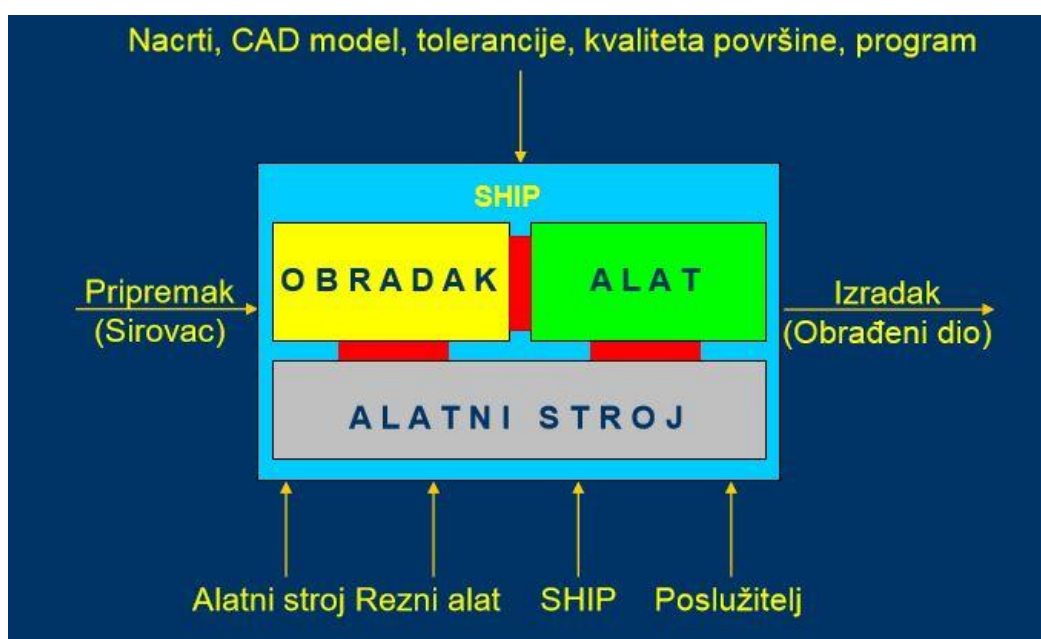 Nacrti, CAD model, tolerancije, kvaliteta površine, program
SHIP
OBRADAK
ALAT
Pripremak
(Sirovac)
Izradak
(Obrađeni dio)
ALATNI STROJ
Alatni stroj Rezni alat SHIP Poslužitelj